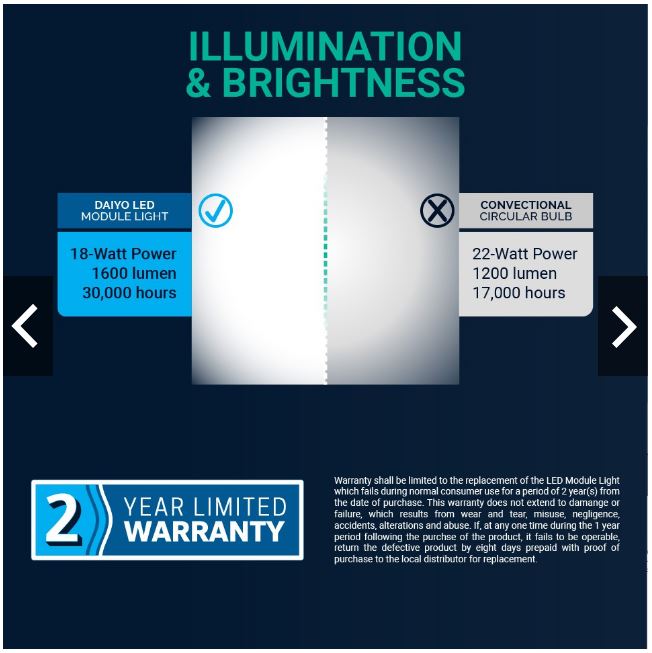 ILLUMINATION
& BRIGHTNESS
DAIYO LED
MODULE LIGHT
18-Watt Power
1600 lumen
30,000 hours
CONVECTIONAL
CIRCULAR BULB
22-Watt Power
1200 lumen
17,000 hours
2 YEAR LIMITED
WARRANTY
Warranty shall be limited to the replacement of the LED Module Light
which fails during normal consumer use for a period of 2 year(s) from
the date of purchase. This warranty does not extend to damange or
failure, which results from wear and tear, misuse, negligence,
accidents, alterations and abuse. If, at any one time during the 1 year
period following the purchse of the product, it fails to be operable,
return the defective product by eight days prepaid with proof of
purchase to the local distributor for replacement.